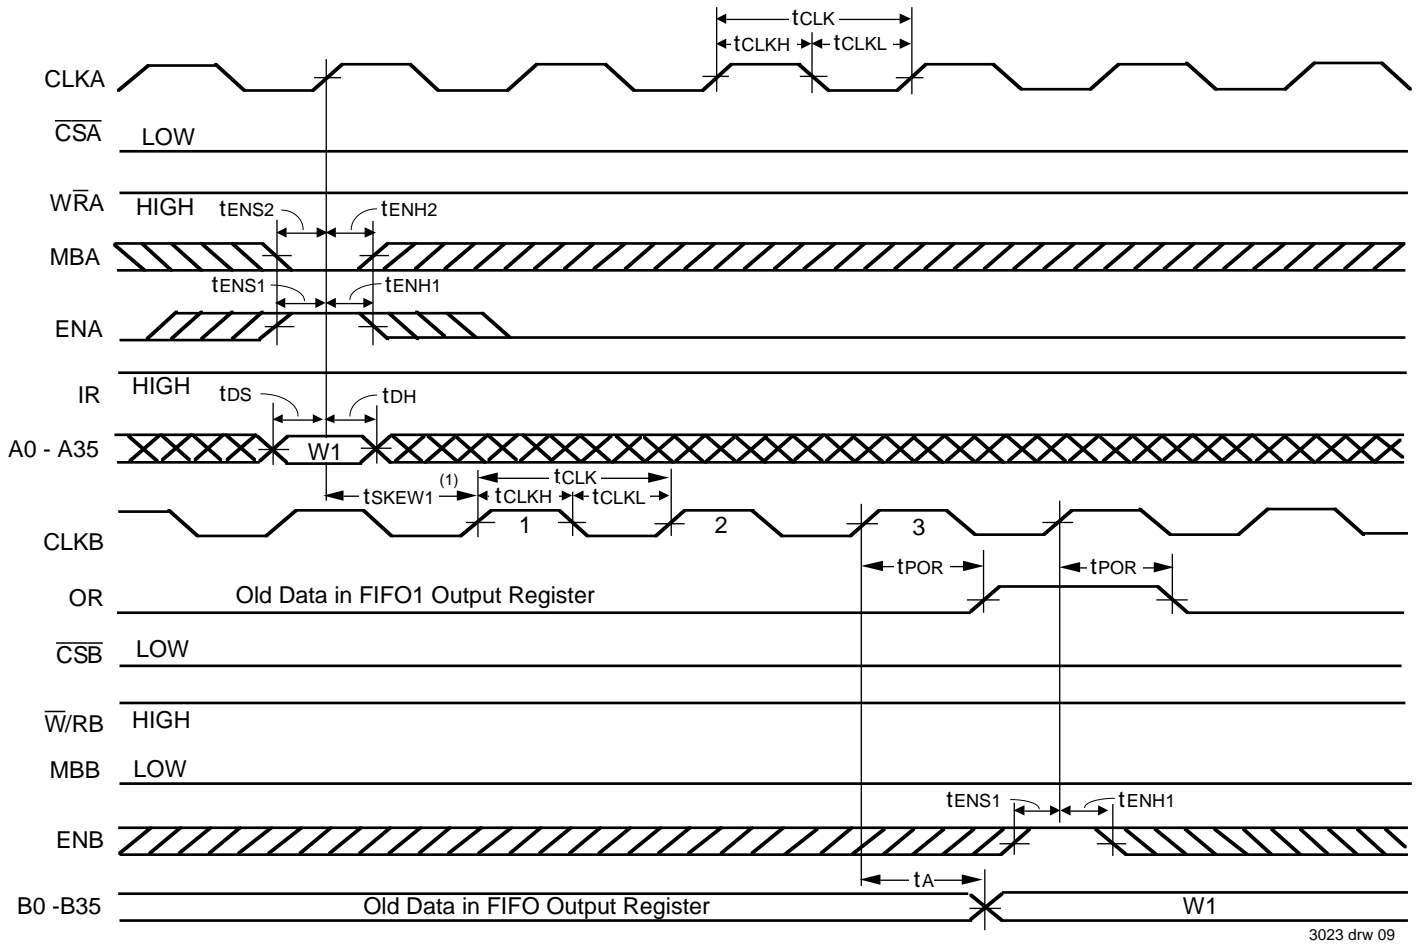 tCLK
tCLKH tCLKL
CLKA
CSA LOW
WRA HIGH tENS2 tENH2
MBA
tENS1 tENH1
ENA
IR HIGH
tDS tDH
A0 - A35 W1
tSKEW1 (1) tCLK
tCLKH tCLKL
CLKB 1 2 3
tPOR tPOR
OR Old Data in FIFO1 Output Register
CSB LOW
W/RB HIGH
MBB LOW
tENS1 tENH1
ENB
tA
B0 -B35 Old Data in FIFO Output Register W1
3023 drw 09